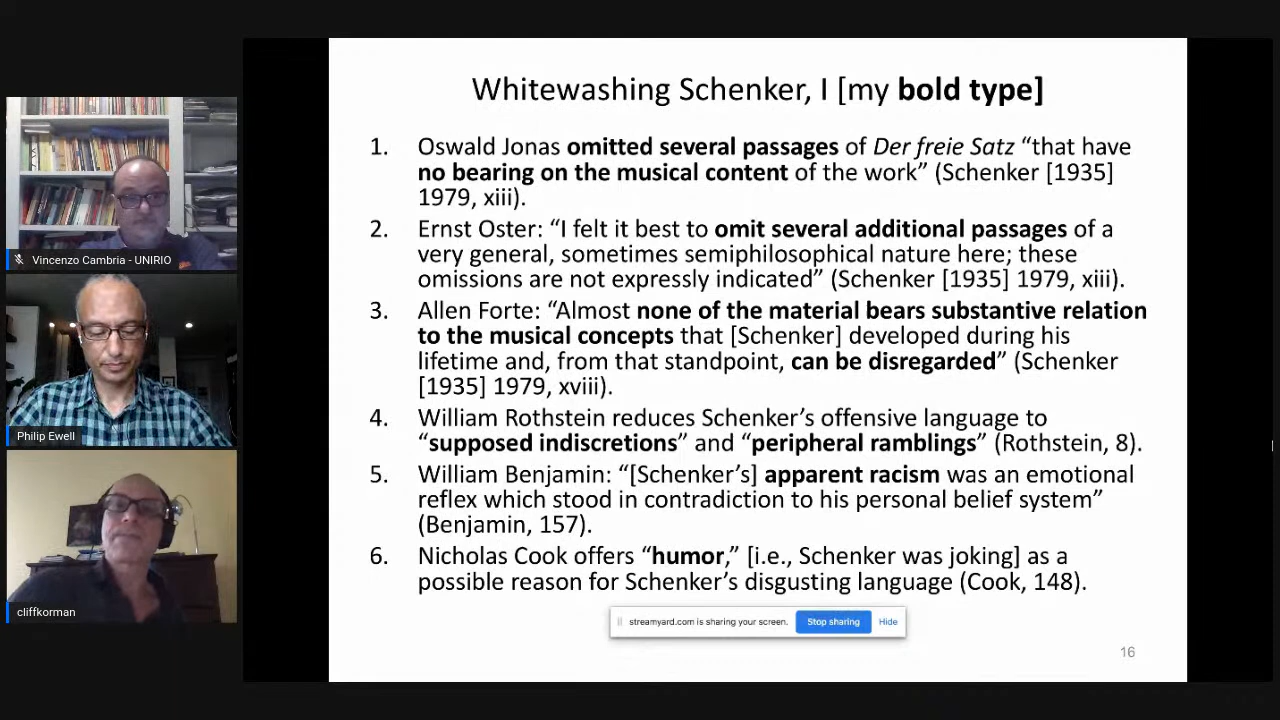 Whitewashing Schenker, I [my bold type]
1. Oswald Jonas omitted several passages of Der freie Satz “that have
no bearing on the musical content of the work” (Schenker [1935]
1979, xiii).
2. Ernst Oster: “I felt it best to omit several additional passages of a
very general, sometimes semiphilosophical nature here; these
omissions are not expressly indicated” (Schenker [1935] 1979, xiii).
3. Allen Forte: “Almost none of the material bears substantive relation
to the musical concepts that [Schenker] developed during his
lifetime and, from that standpoint, can be disregarded” (Schenker
[1935] 1979, xviii).
4. William Rothstein reduces Schenker’s offensive language to
“supposed indiscretions” and “peripheral ramblings” (Rothstein, 8).
5. William Benjamin: “[Schenker’s] apparent racism was an emotional
reflex which stood in contradiction to his personal belief system”
(Benjamin, 157).
6. Nicholas Cook offers “humor,” [i.e., Schenker was joking] as a
possible reason for Schenker’s disgusting language (Cook, 148).
streamyard.com is sharing your screen. Stop sharing Hide
16
Vincenzo Cambria - UNIRIO
Philip Ewell
cliffkorman